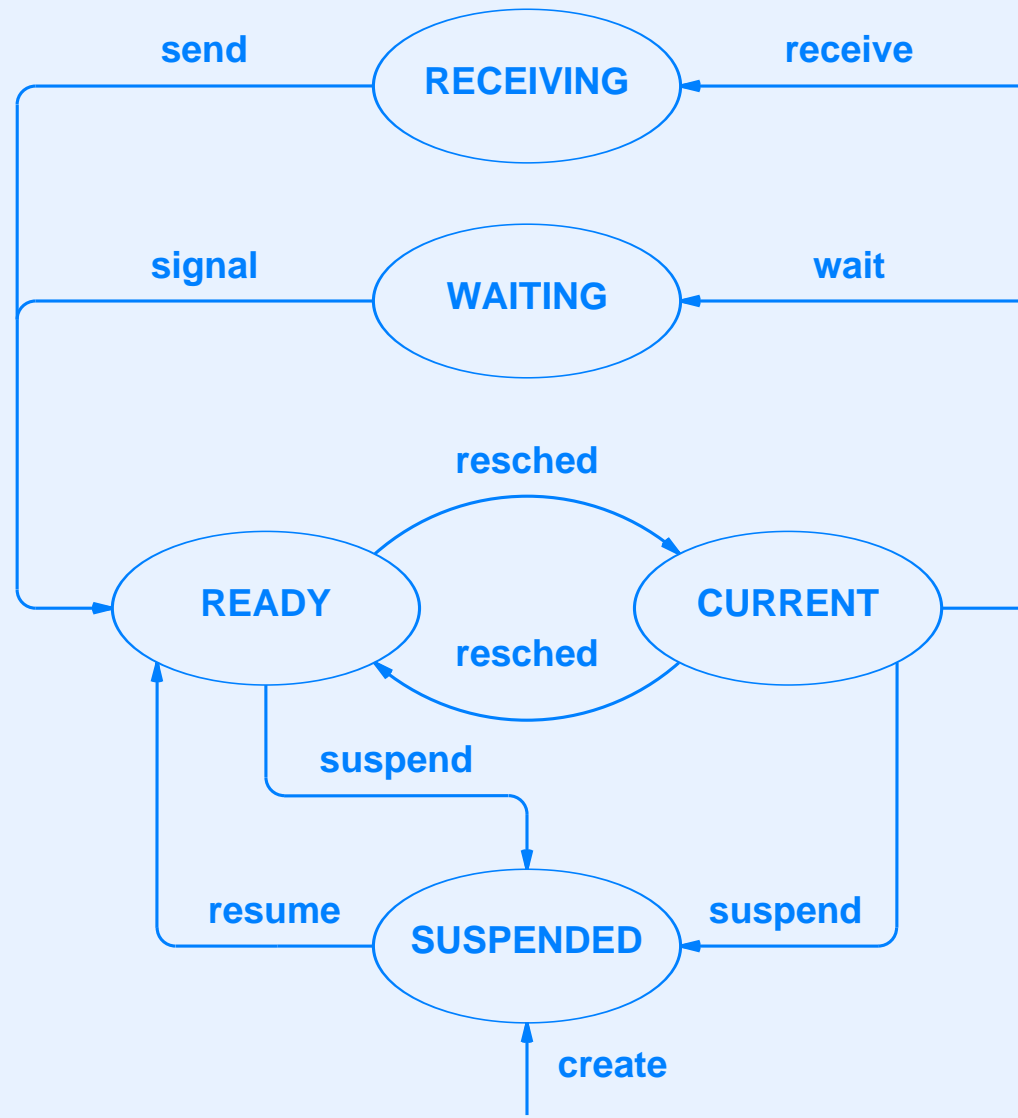 send
receive
RECEIVING
signal
wait
WAITING
resched
READY
CURRENT
resched
suspend
resume
suspend
SUSPENDED
create